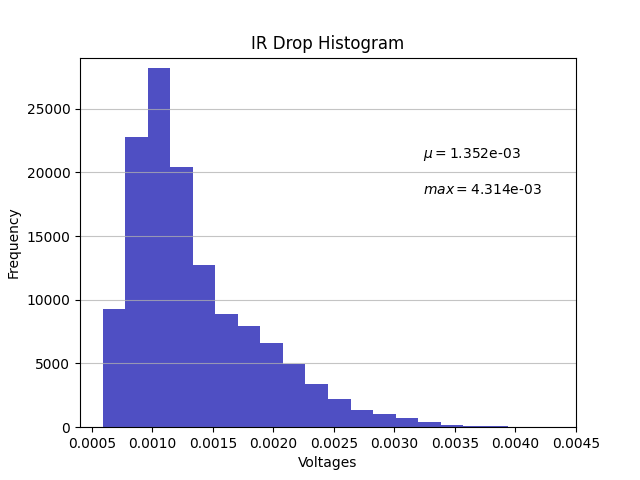 IR Drop Histogram
25000
20000
15000
10000
5000
0
Frequency
μ = 1.352e-03
max = 4.314e-03
0.0005 0.0010 0.0015 0.0020 0.0025 0.0030 0.0035 0.0040 0.0045
Voltages